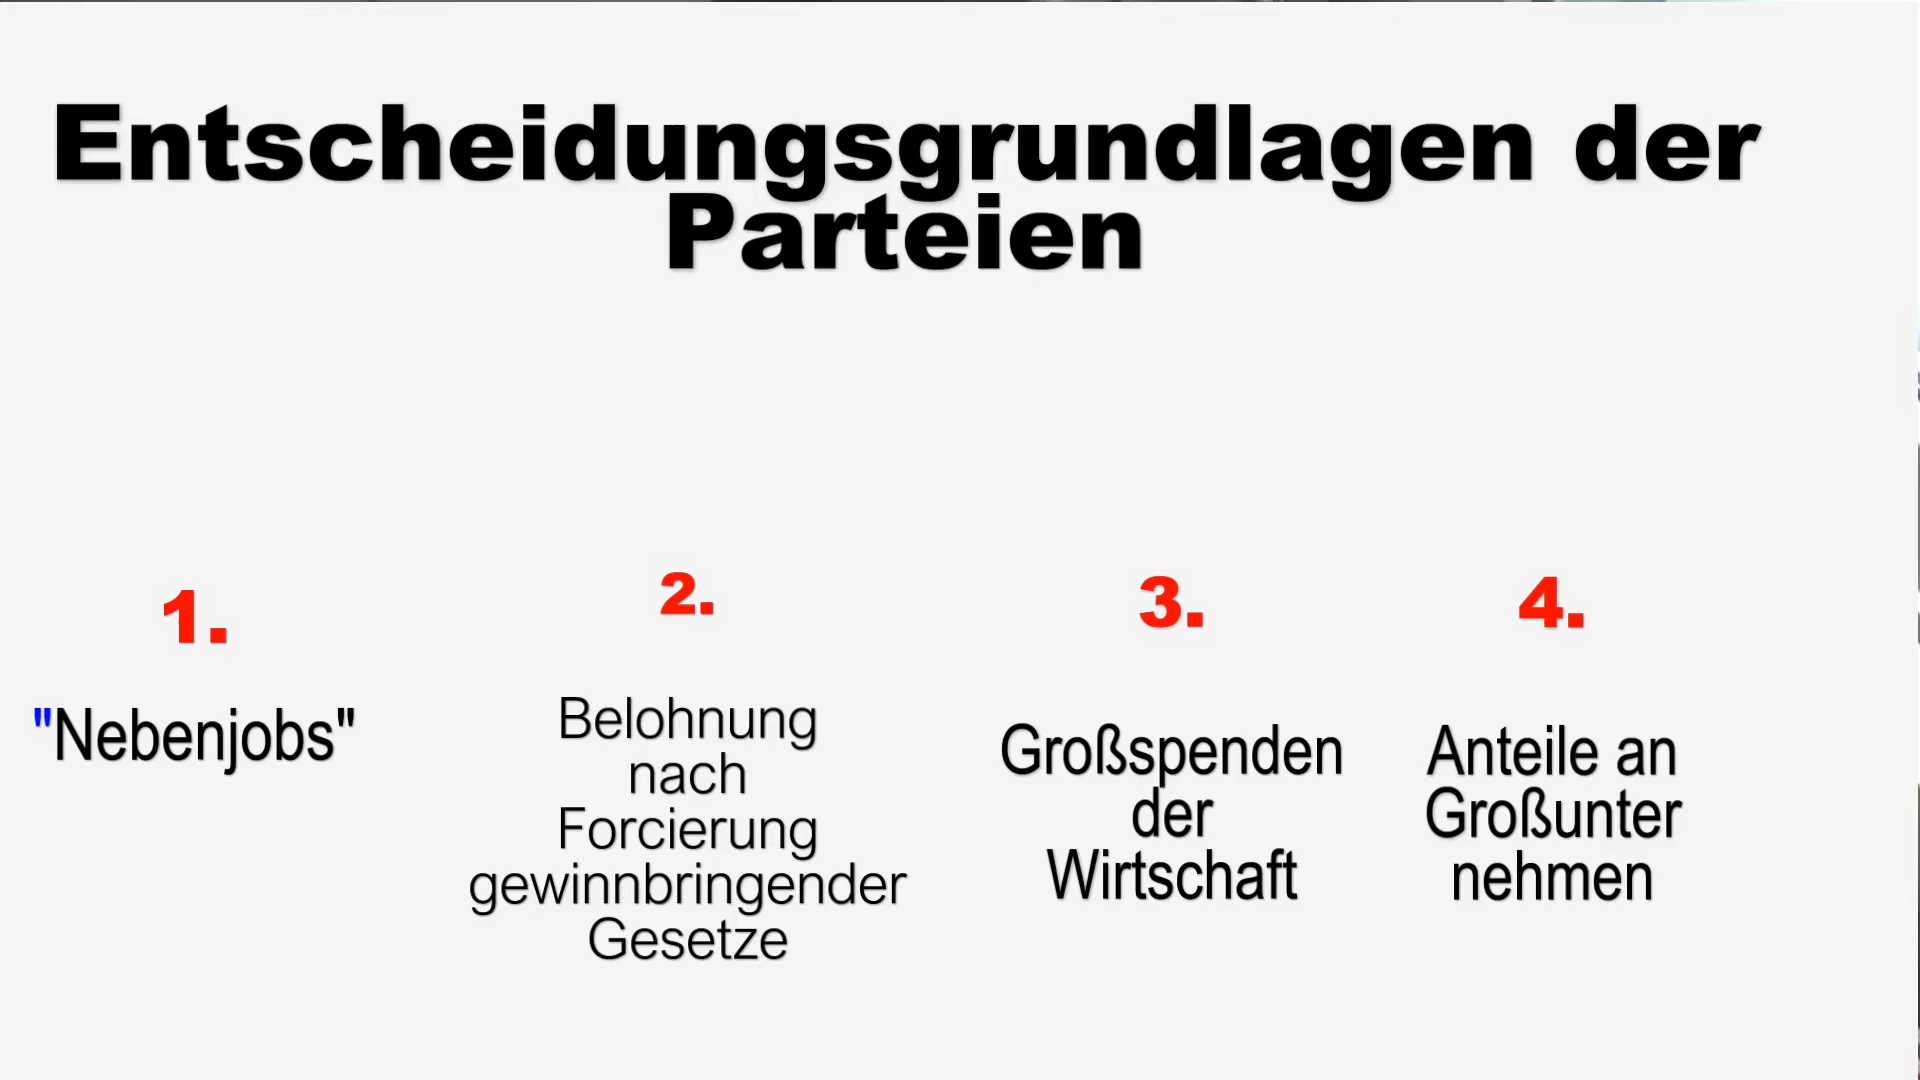 Entscheidungsgrundlagen der
Parteien
1.
"Nebenjobs"
2.
Belohnung
nach
Forcierung
gewinnbringender
Gesetze
3.
Großspenden
der
Wirtschaft
4.
Anteile an
Großunter
nehmen